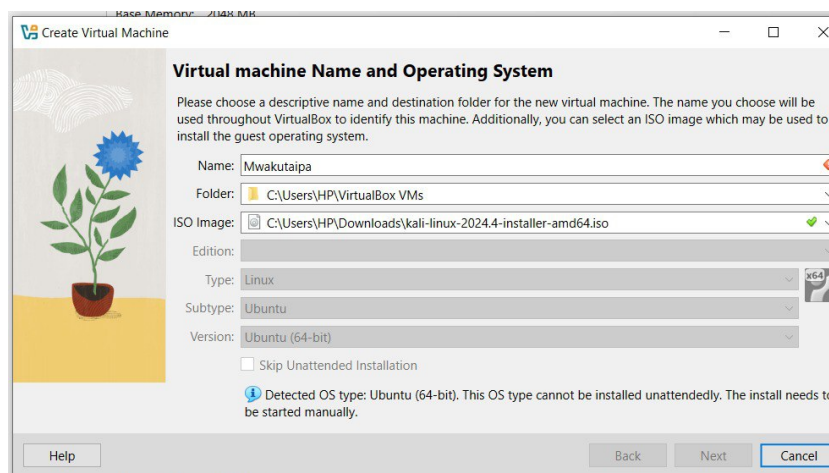 Base Memory: 2048 MB
Create Virtual Machine
Virtual machine Name and Operating System
Please choose a descriptive name and destination folder for the new virtual machine. The name you choose will be
used throughout VirtualBox to identify this machine. Additionally, you can select an ISO image which may be used to
install the guest operating system.
Name: Mwakutaipa
Folder: C:\Users\HP\VirtualBox VMs
ISO Image: C:\Users\HP\Downloads\kali-linux-2024.4-installer-amd64.iso
Edition:
Type: Linux
x64
Subtype: Ubuntu
Version: Ubuntu (64-bit)
Skip Unattended Installation
Detected OS type: Ubuntu (64-bit). This OS type cannot be installed unattendedly. The install needs to
be started manually.
Help Back Next Cancel